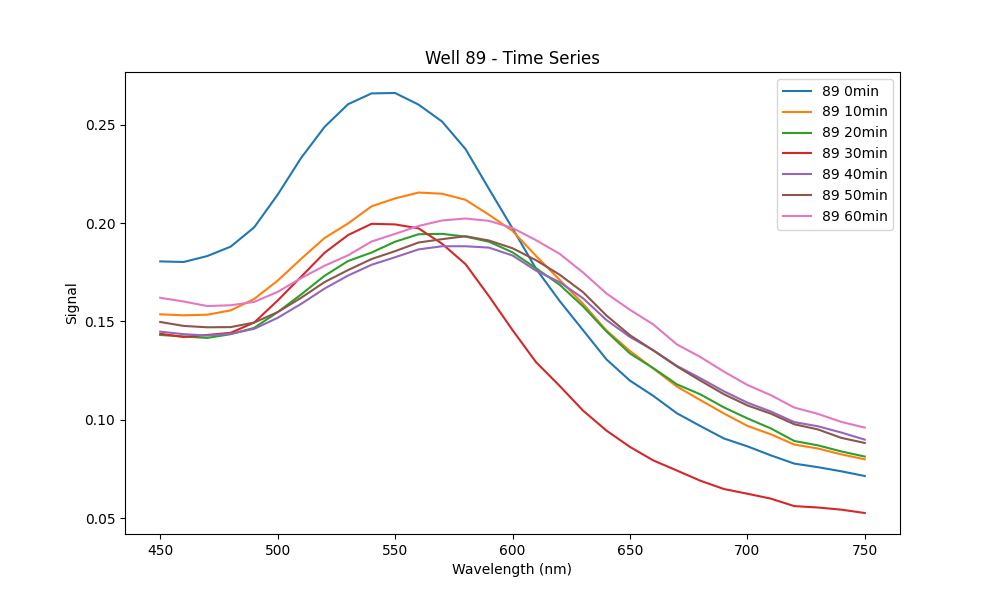 Well 89 - Time Series
89 0min
89 10min
89 20min
89 30min
89 40min
89 50min
89 60min
Signal
0.25
0.20
0.15
0.10
0.05
450 500 550 600 650 700 750
Wavelength (nm)